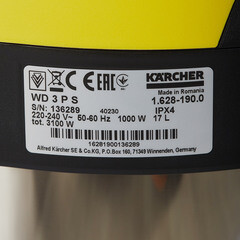 EAC
KÄRCHER
Made in Romania
WD 3 P S
1.628-190.0
S/N: 136289
40230
IPX4
220-240 V~ 50-60 Hz 1000 W 17 L
tot. 3100 W
16281900136289
Alfred Kärcher SE & Co.KG, P.O.Box 160, 71349 Winnenden, Germany